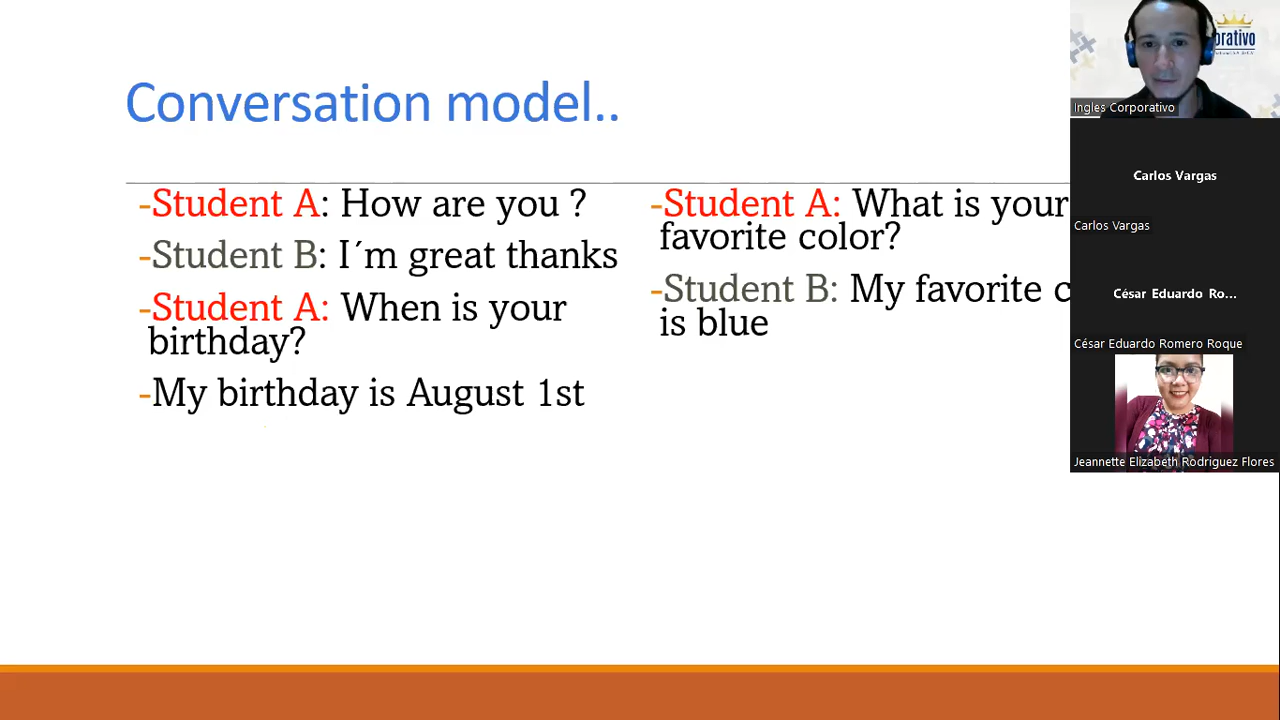 Conversation model..
-Student A: How are you ?
-Student B: I´m great thanks
-Student A: When is your
birthday?
-My birthday is August 1st
-Student A: What is your
favorite color?
-Student B: My favorite c
is blue
orativo
Ingles Corporativo
Carlos Vargas
Carlos Vargas
César Eduardo Ro...
César Eduardo Romero Roque
Jeannette Elizabeth Rodriguez Flores